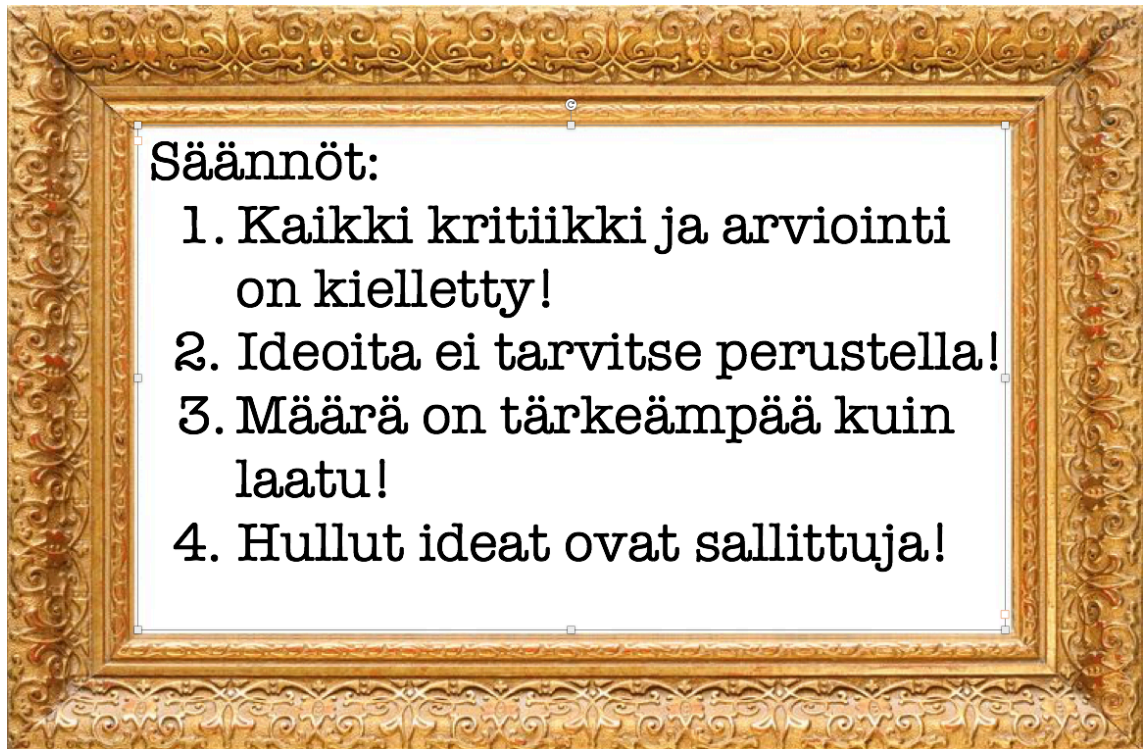 Säännöt:
1. Kaikki kritiikki ja arviointi
on kielletty!
2. Ideoita ei tarvitse perustella!
3. Määrä on tärkeämpää kuin
laatu!
4. Hullut ideat ovat sallittuja!